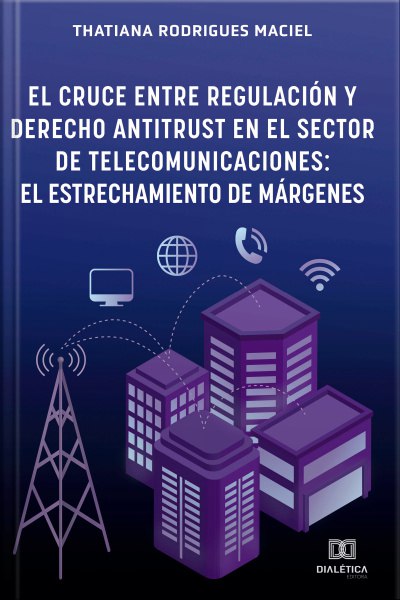 THATIANA RODRIGUES MACIEL
EL CRUCE ENTRE REGULACIÓN Y
DERECHO ANTITRUST EN EL SECTOR
DE TELECOMUNICACIONES:
EL ESTRECHAMIENTO DE MÁRGENES
DIALÉTICA
EDITORA